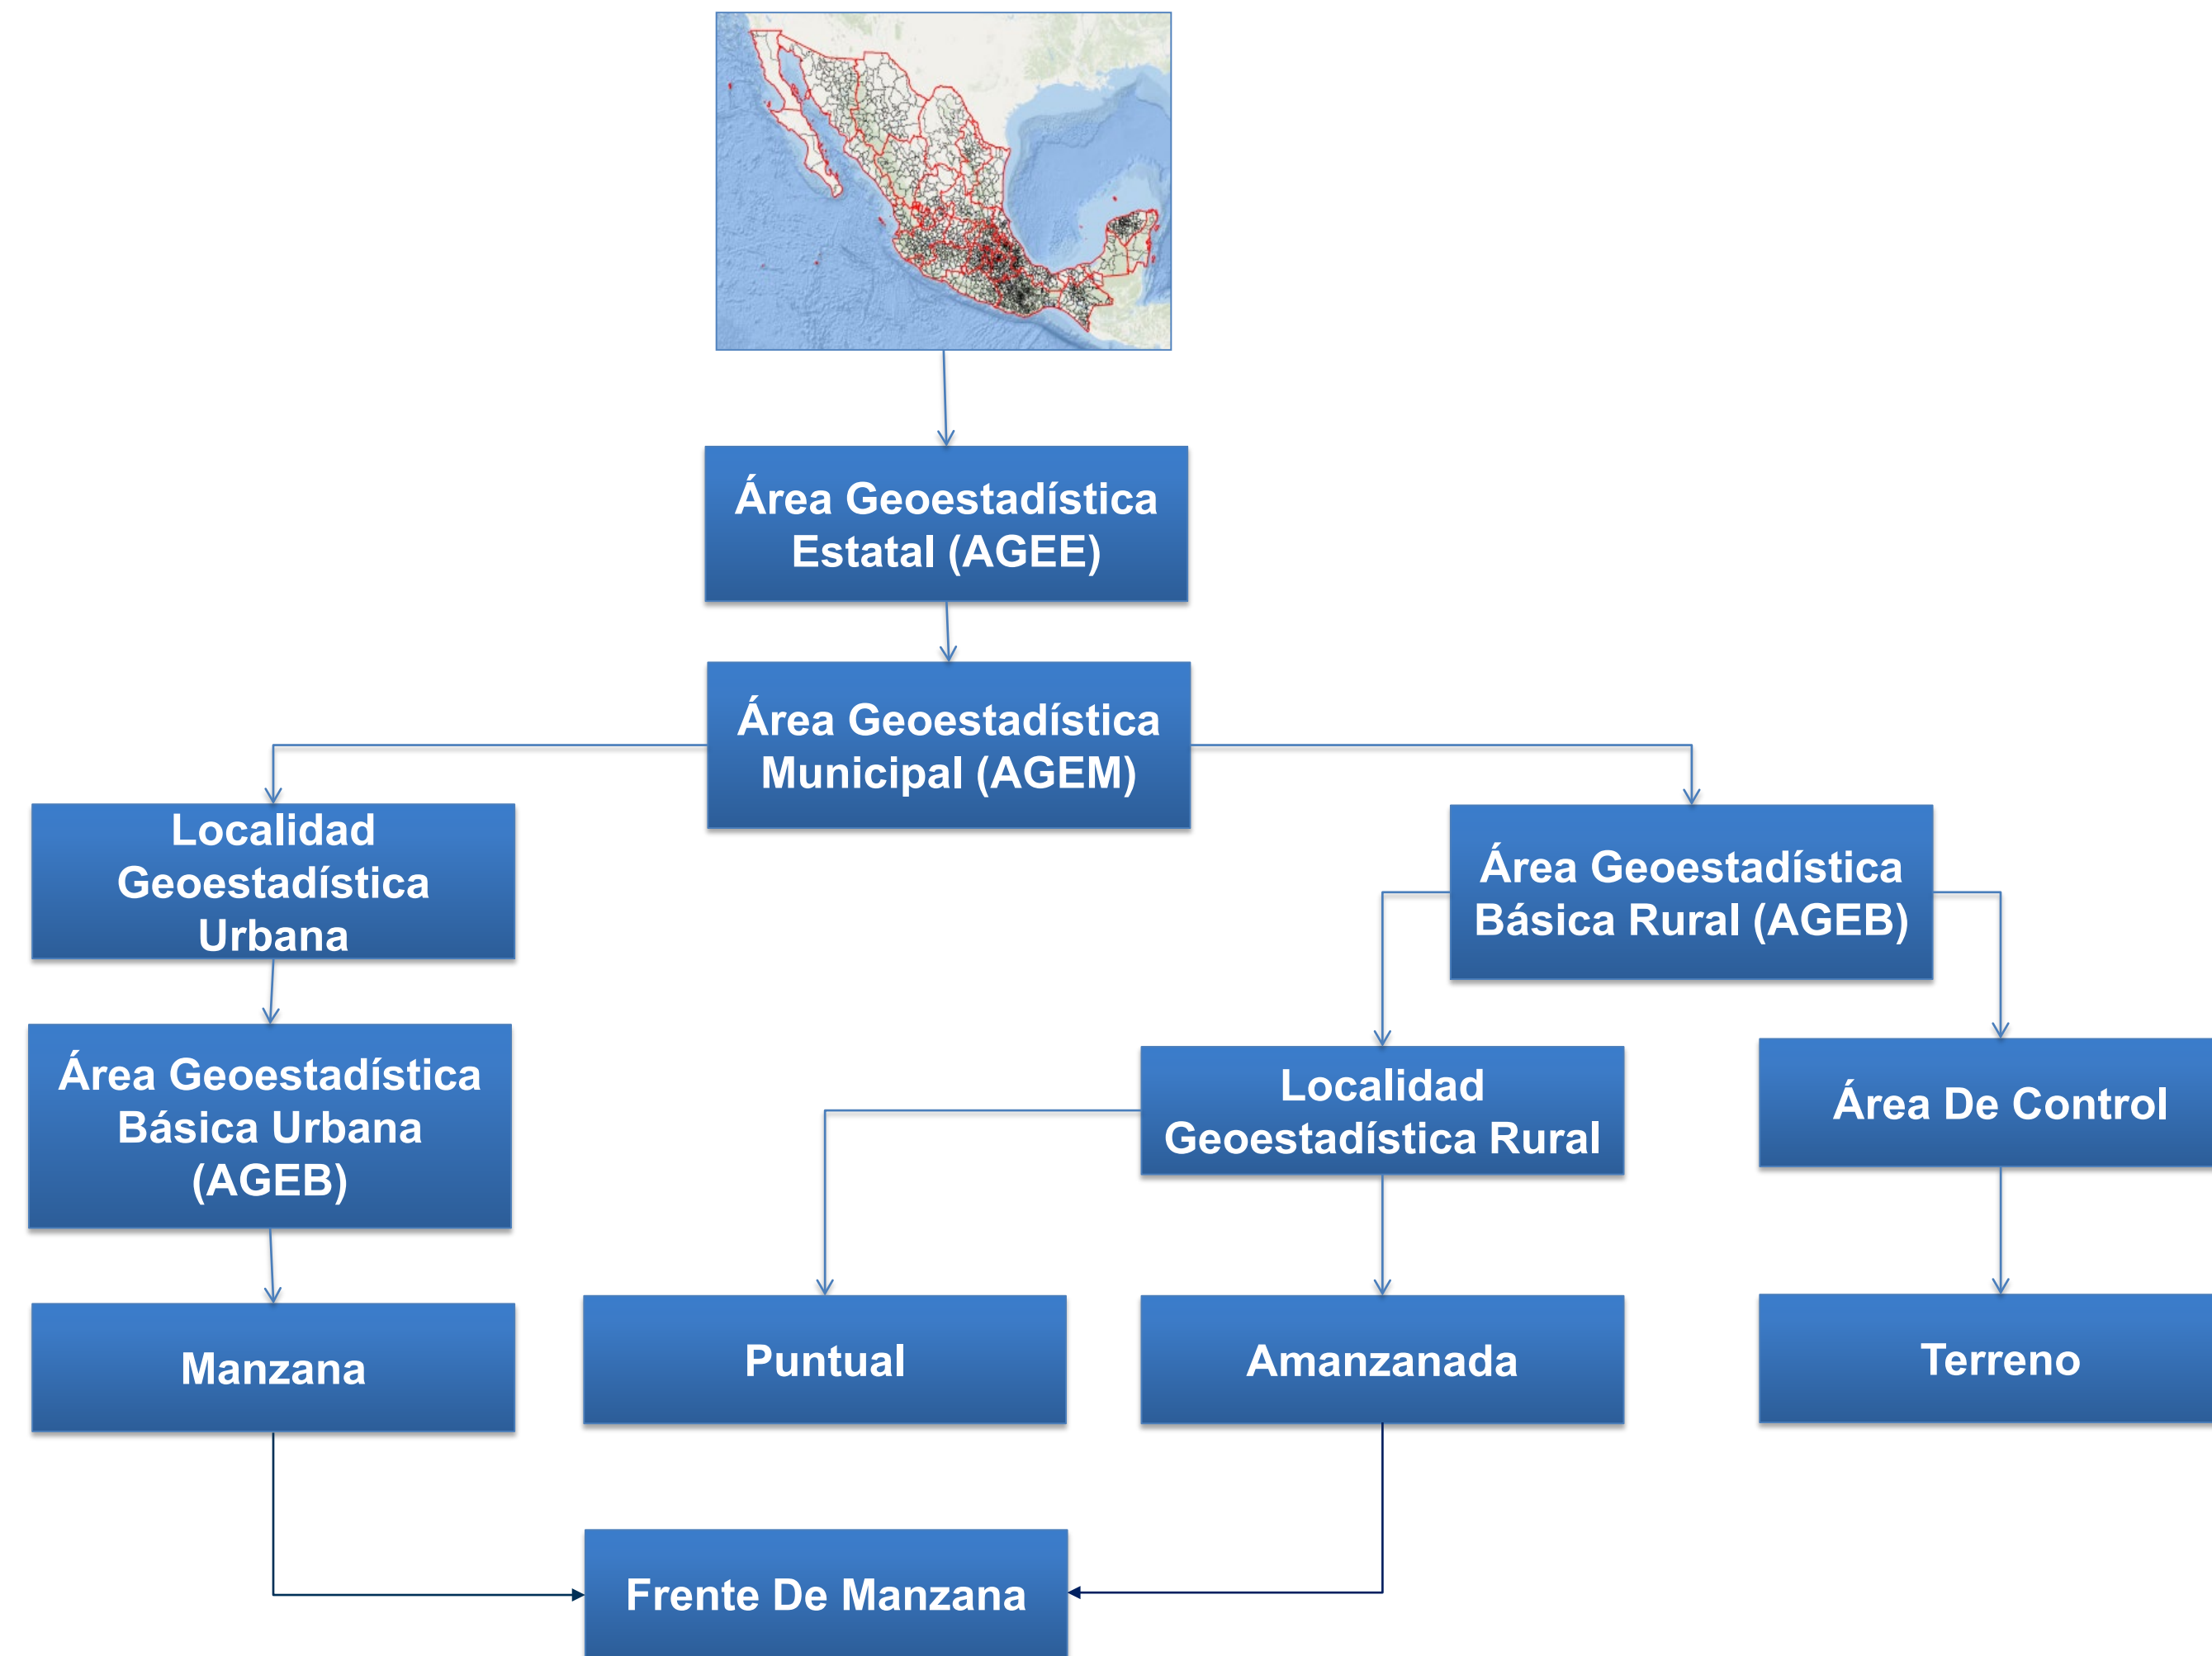 Área Geoestadística
Estatal (AGEE)
Área Geoestadística
Municipal (AGEM)
Localidad
Geoestadística
Urbana
Área Geoestadística
Básica Rural (AGEB)
Área Geoestadística
Básica Urbana
(AGEB)
Localidad
Geoestadística Rural
Área De Control
Manzana
Puntual
Amanzanada
Terreno
Frente De Manzana